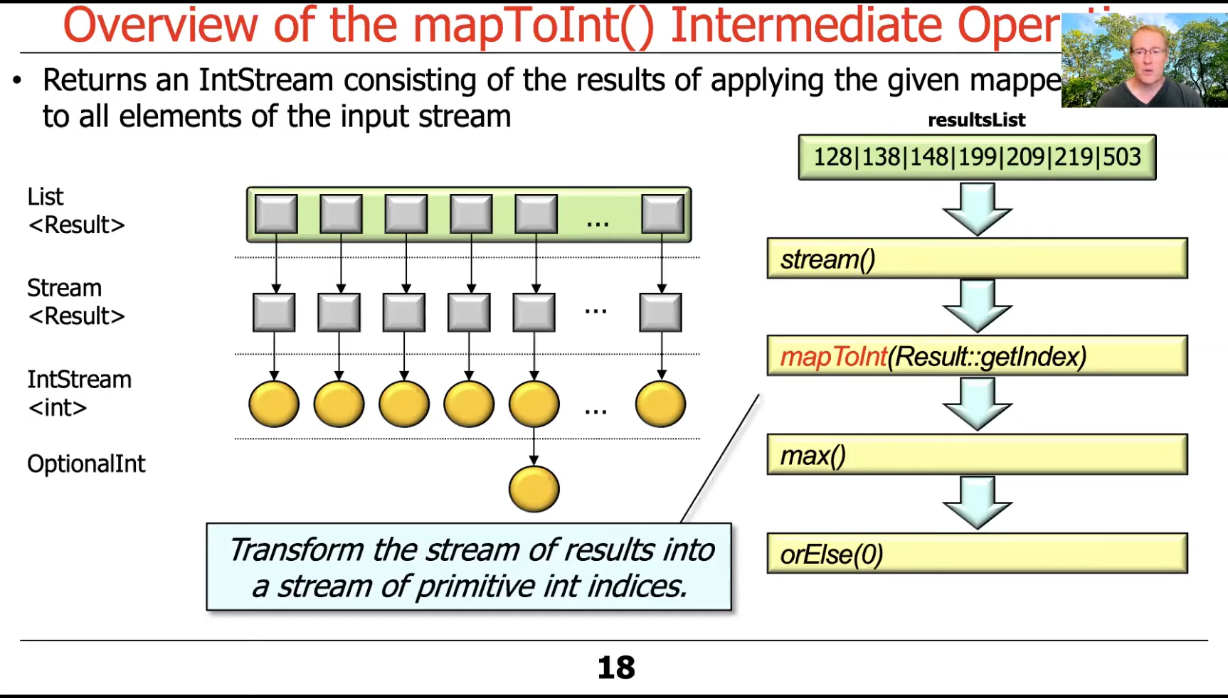 Overview of the mapToInt() Intermediate
• Returns an IntStream consisting of the results of applying the given
to all elements of the input stream
resultsList
128|138|148|199|209|219|503
List
<Result>
...
stream()
Stream
<Result>
...
mapToInt(Result::getIndex)
IntStream
<int>
...
max()
OptionalInt
Transform the stream of results into
a stream of primitive int indices.
orElse(0)
18